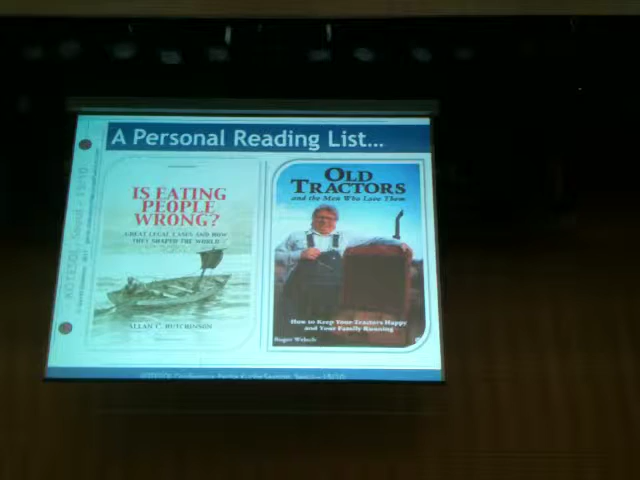 A Personal Reading List...
IS EATING
PEOPLE
WRONG?
GREAT LEGAL CASES AND HOW
THEY SHAPED THE WORLD
ALLAN C. HUTCHINSON
OLD
TRACTORS
and the Men Who Love Them
How to Keep Your Tractors Happy
and Your Family Running
Roger Welsch
KOTESOL - Seoul -